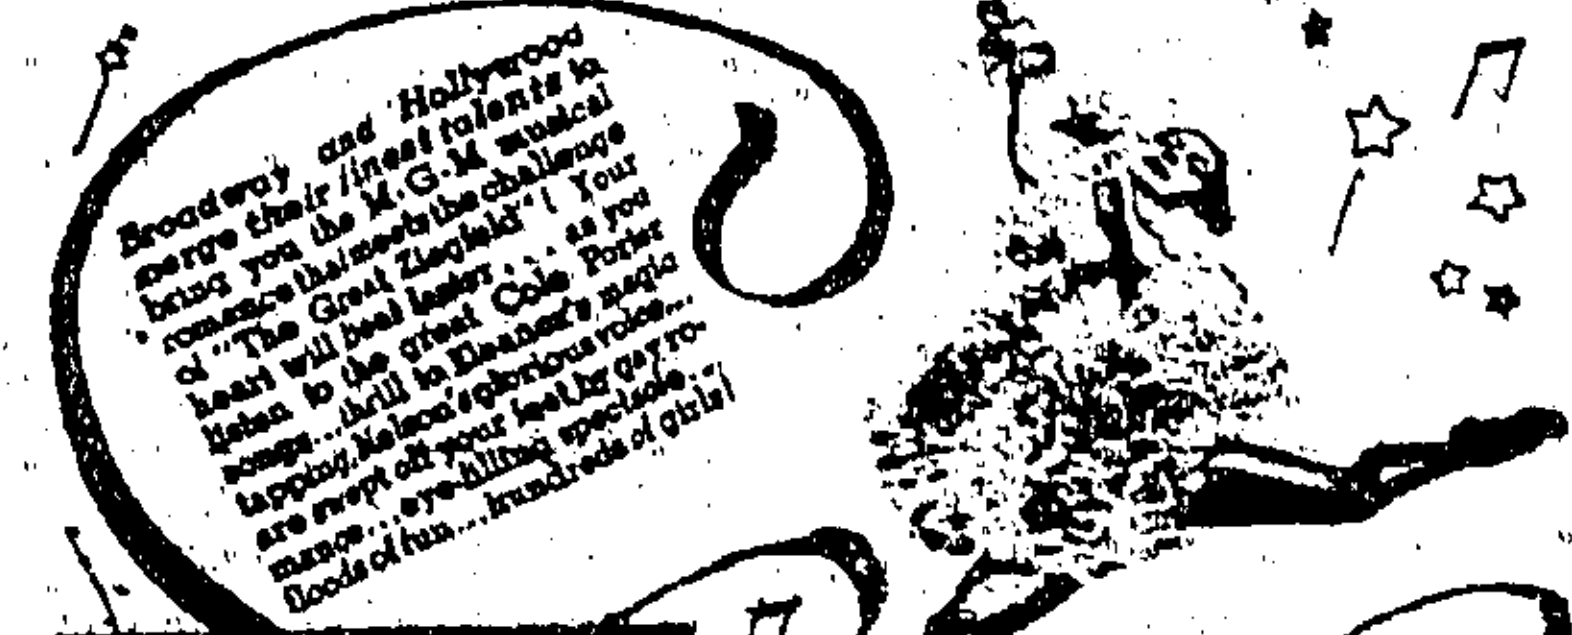 Broadway and Hollywood
merge their finest talents to
bring you the M.G.M. musical
romance that meets the challenge
of "The Great Ziegfeld"! Your
heart will beat faster... as you
listen to the great Cole Porter
songs...thrill to Eleanor's magic
tapping, Nelson's glorious voice...
are swept off your feet by gay ro-
mance...eye-filling spectacle...
floods of fun...hundreds of girls!